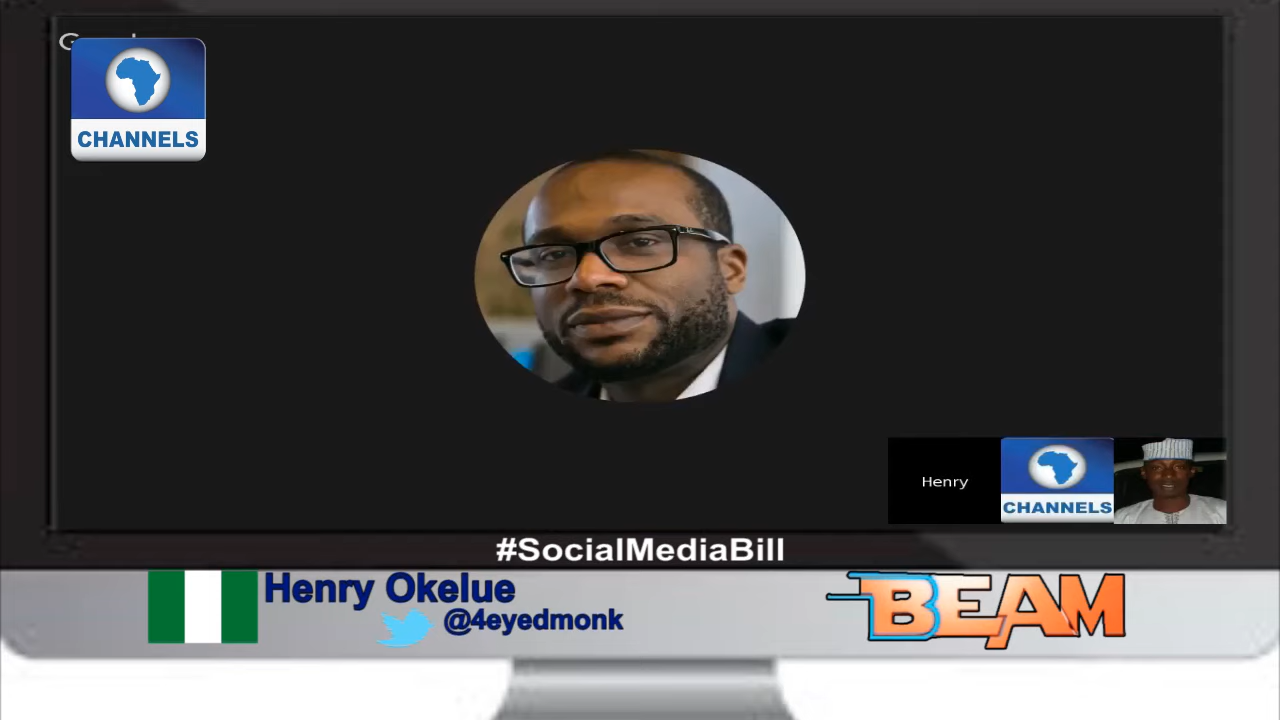 CHANNELS
Henry
CHANNELS
#SocialMediaBill
Henry Okelue
@4eyedmonk
BEAM